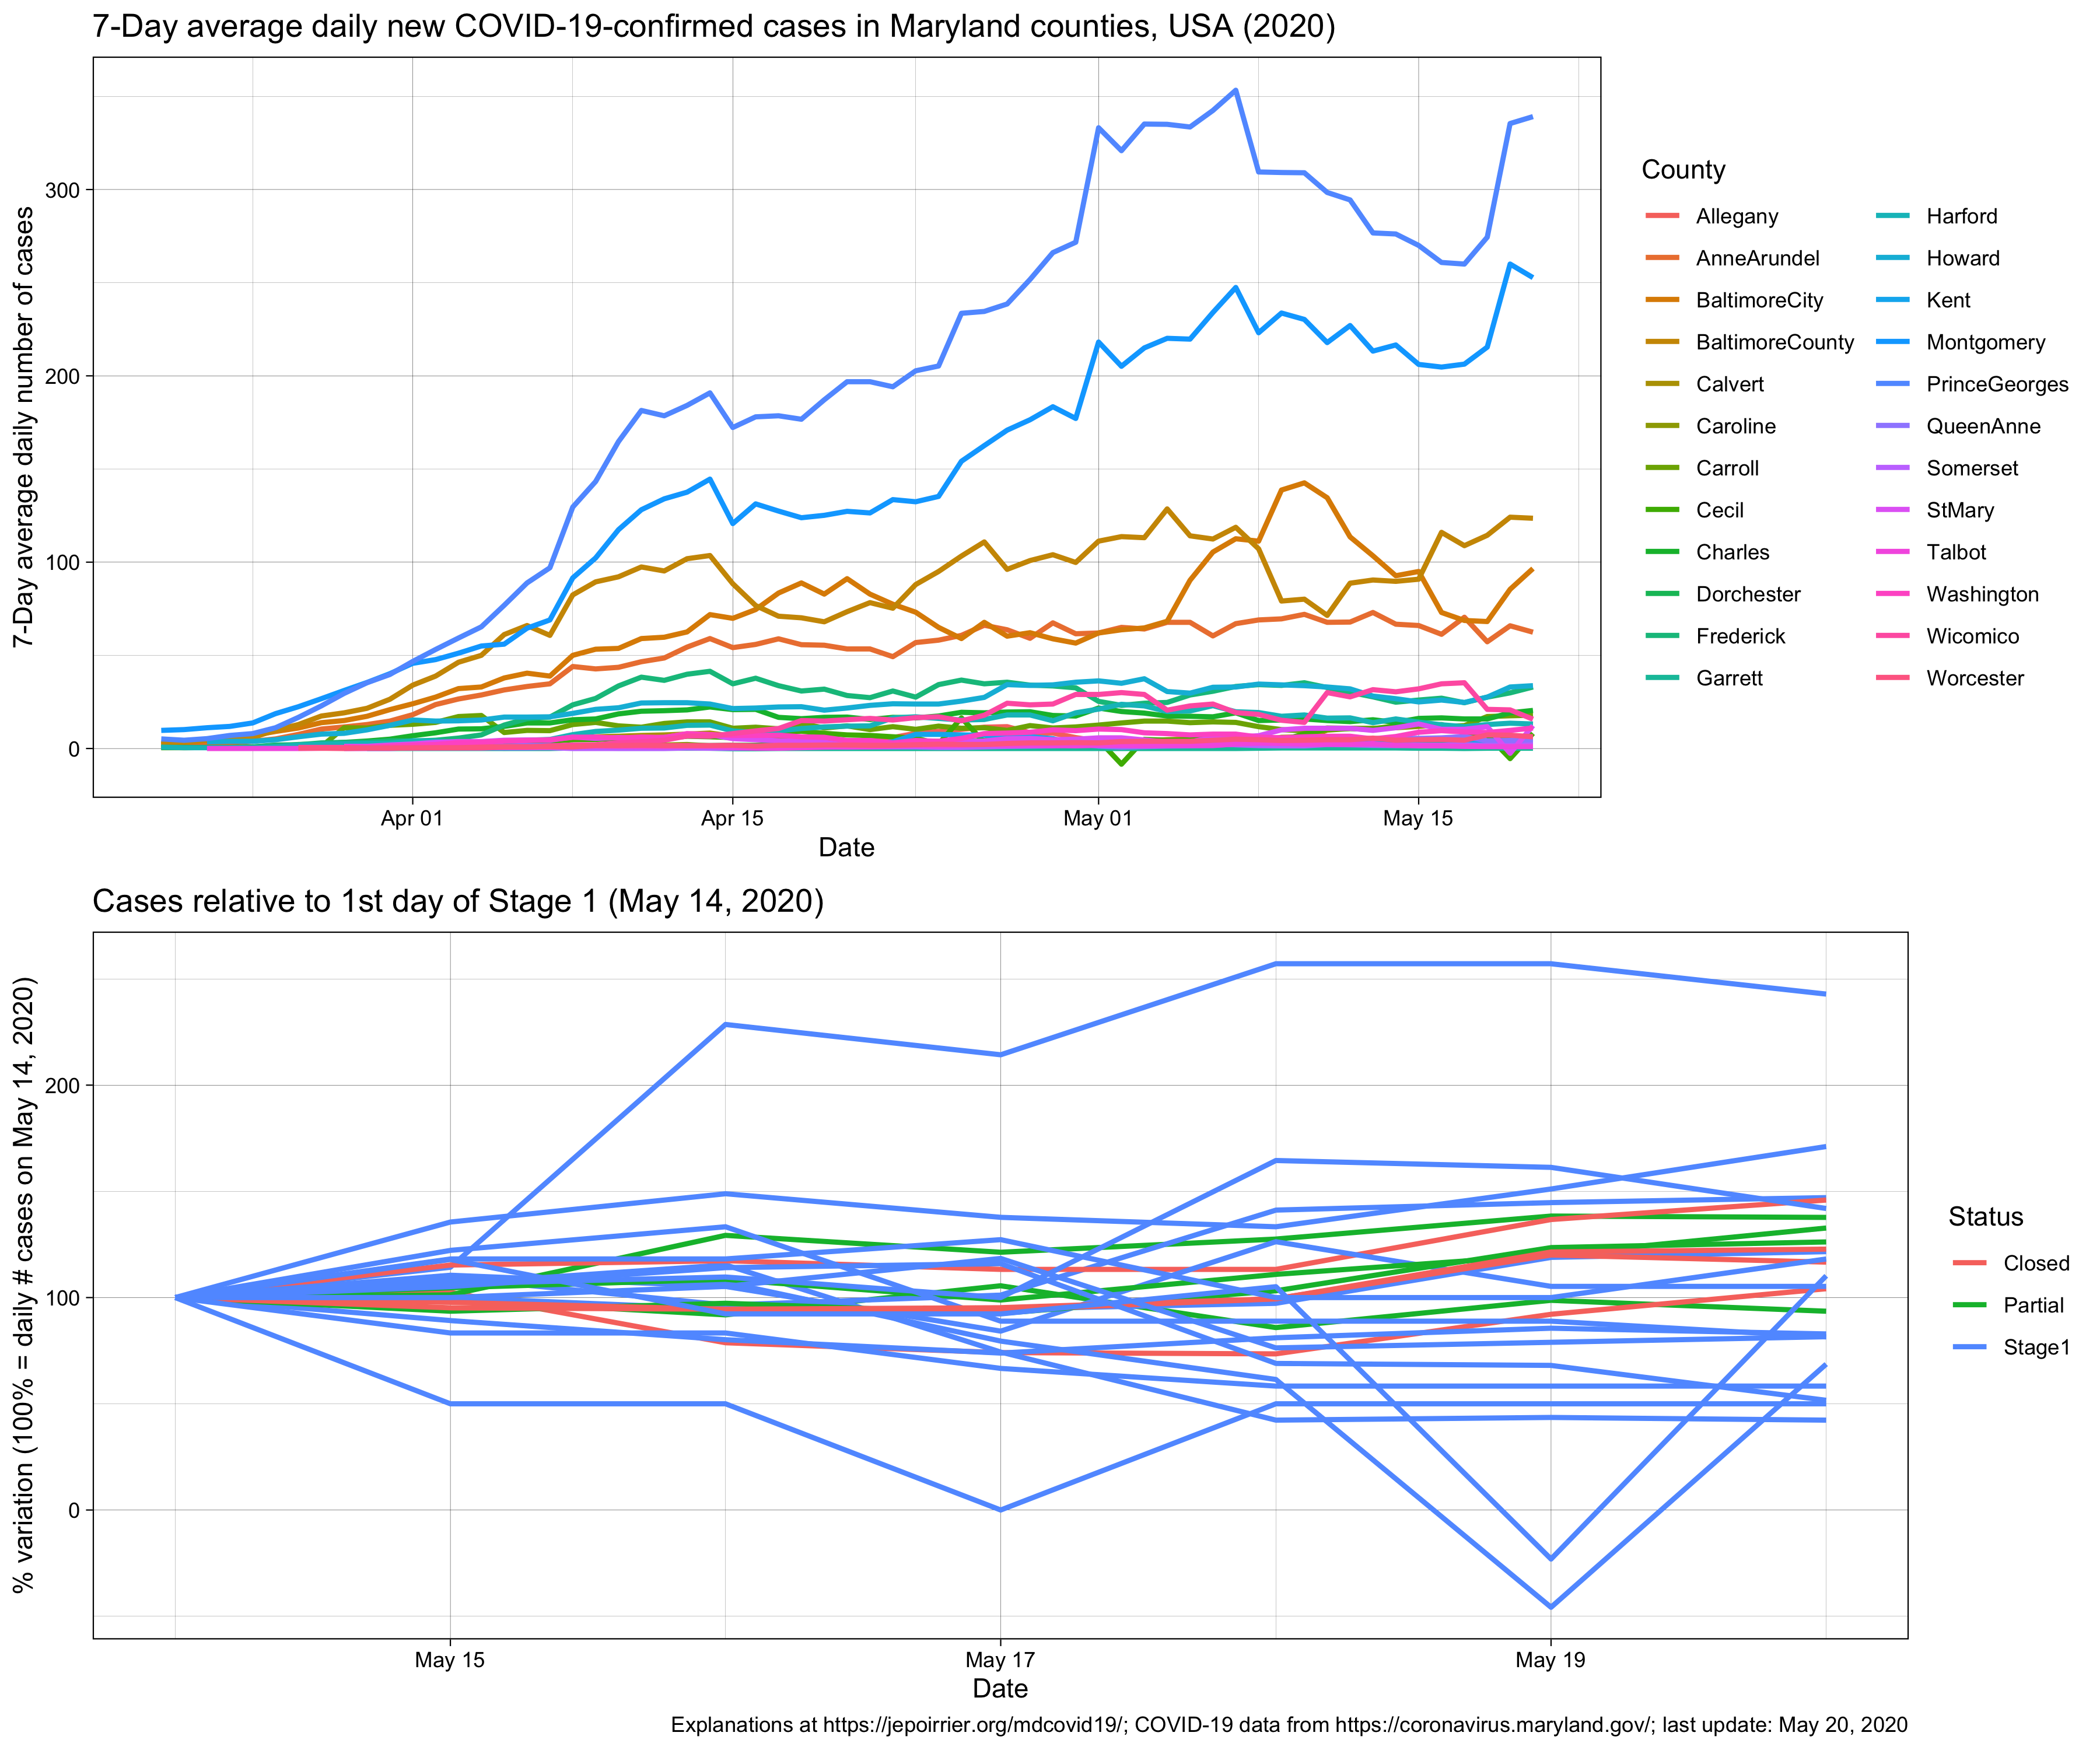 7-Day average daily new COVID-19-confirmed cases in Maryland counties, USA (2020)
7-Day average daily number of cases
300
200
100
0
Apr 01
Apr 15
May 01
May 15
Date
County
Allegany
AnneArundel
BaltimoreCity
BaltimoreCounty
Calvert
Caroline
Carroll
Cecil
Charles
Dorchester
Frederick
Garrett
Harford
Howard
Kent
Montgomery
PrinceGeorges
QueenAnne
Somerset
StMary
Talbot
Washington
Wicomico
Worcester
Cases relative to 1st day of Stage 1 (May 14, 2020)
% variation (100% = daily # cases on May 14, 2020)
200
100
0
May 15
May 17
May 19
Date
Status
Closed
Partial
Stage1
Explanations at https://jepoirrier.org/mdcovid19/; COVID-19 data from https://coronavirus.maryland.gov/; last update: May 20, 2020